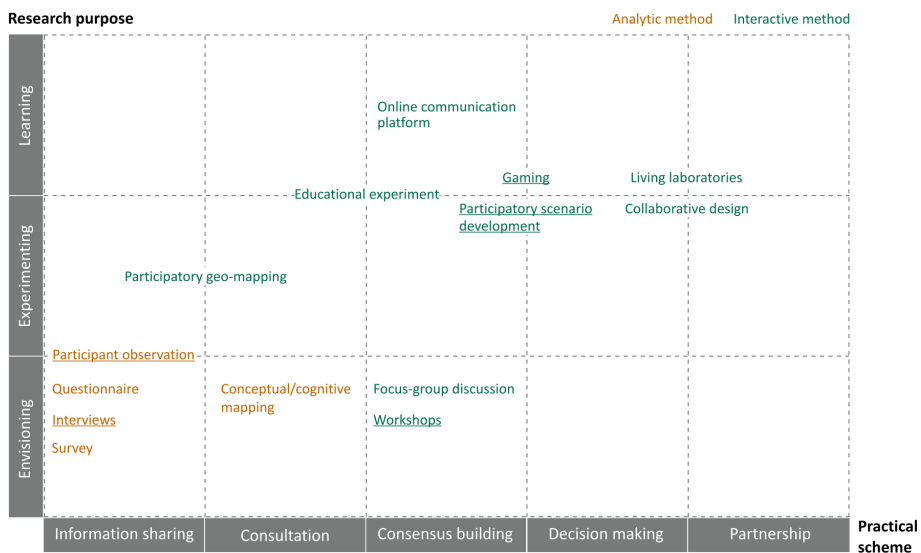 Research purpose
Analytic method
Interactive method
Learning
Online communication
platform
Gaming
Living laboratories
Educational experiment
Participatory scenario
development
Collaborative design
Experimenting
Participatory geo-mapping
Participant observation
Envisioning
Questionnaire
Conceptual/cognitive
mapping
Focus-group discussion
Interviews
Workshops
Survey
Information sharing
Consultation
Consensus building
Decision making
Partnership
Practical
scheme